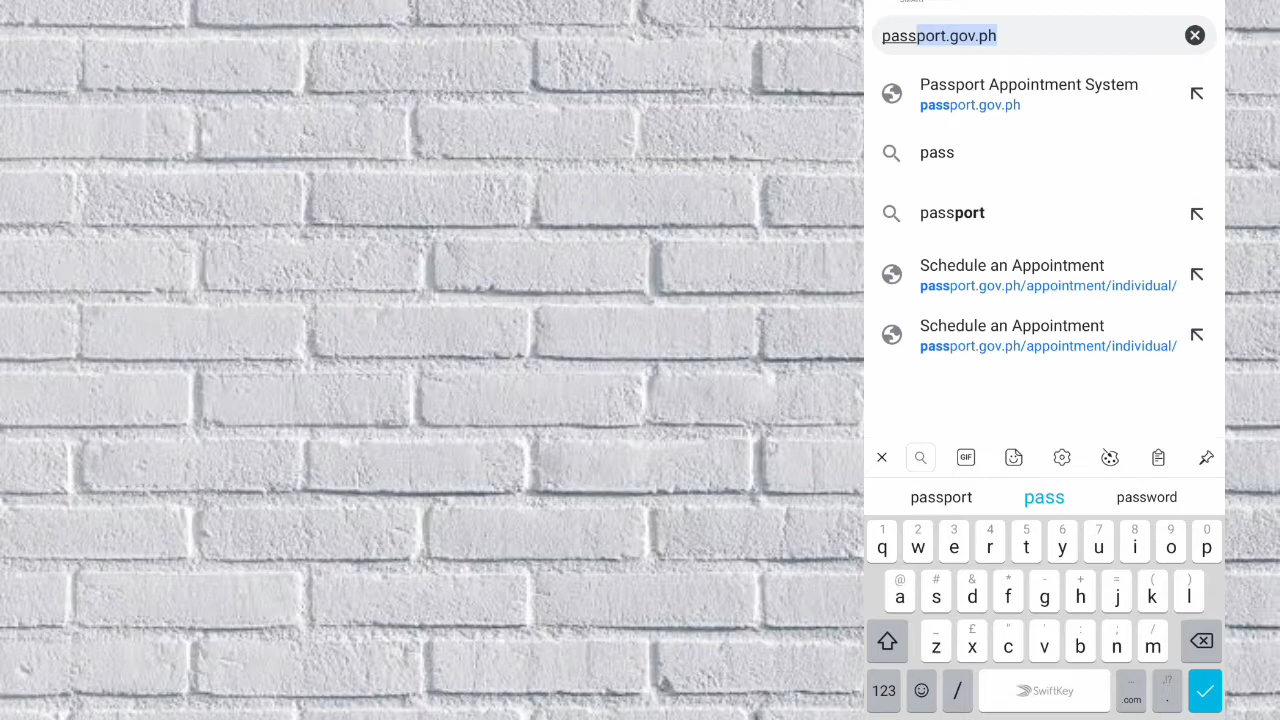 passport.gov.ph
Passport Appointment System
passport.gov.ph
pass
passport
Schedule an Appointment
passport.gov.ph/appointment/individual/
Schedule an Appointment
passport.gov.ph/appointment/individual/
GIF
passport pass password
1 2 3 4 5 6 7 8 9 0
q w e r t y u i o p
@ # & * - + = ( )
a s d f g h j k l
_ £ " ' : ; /
z x c v b n m
123 / SwiftKey .com ,!? .